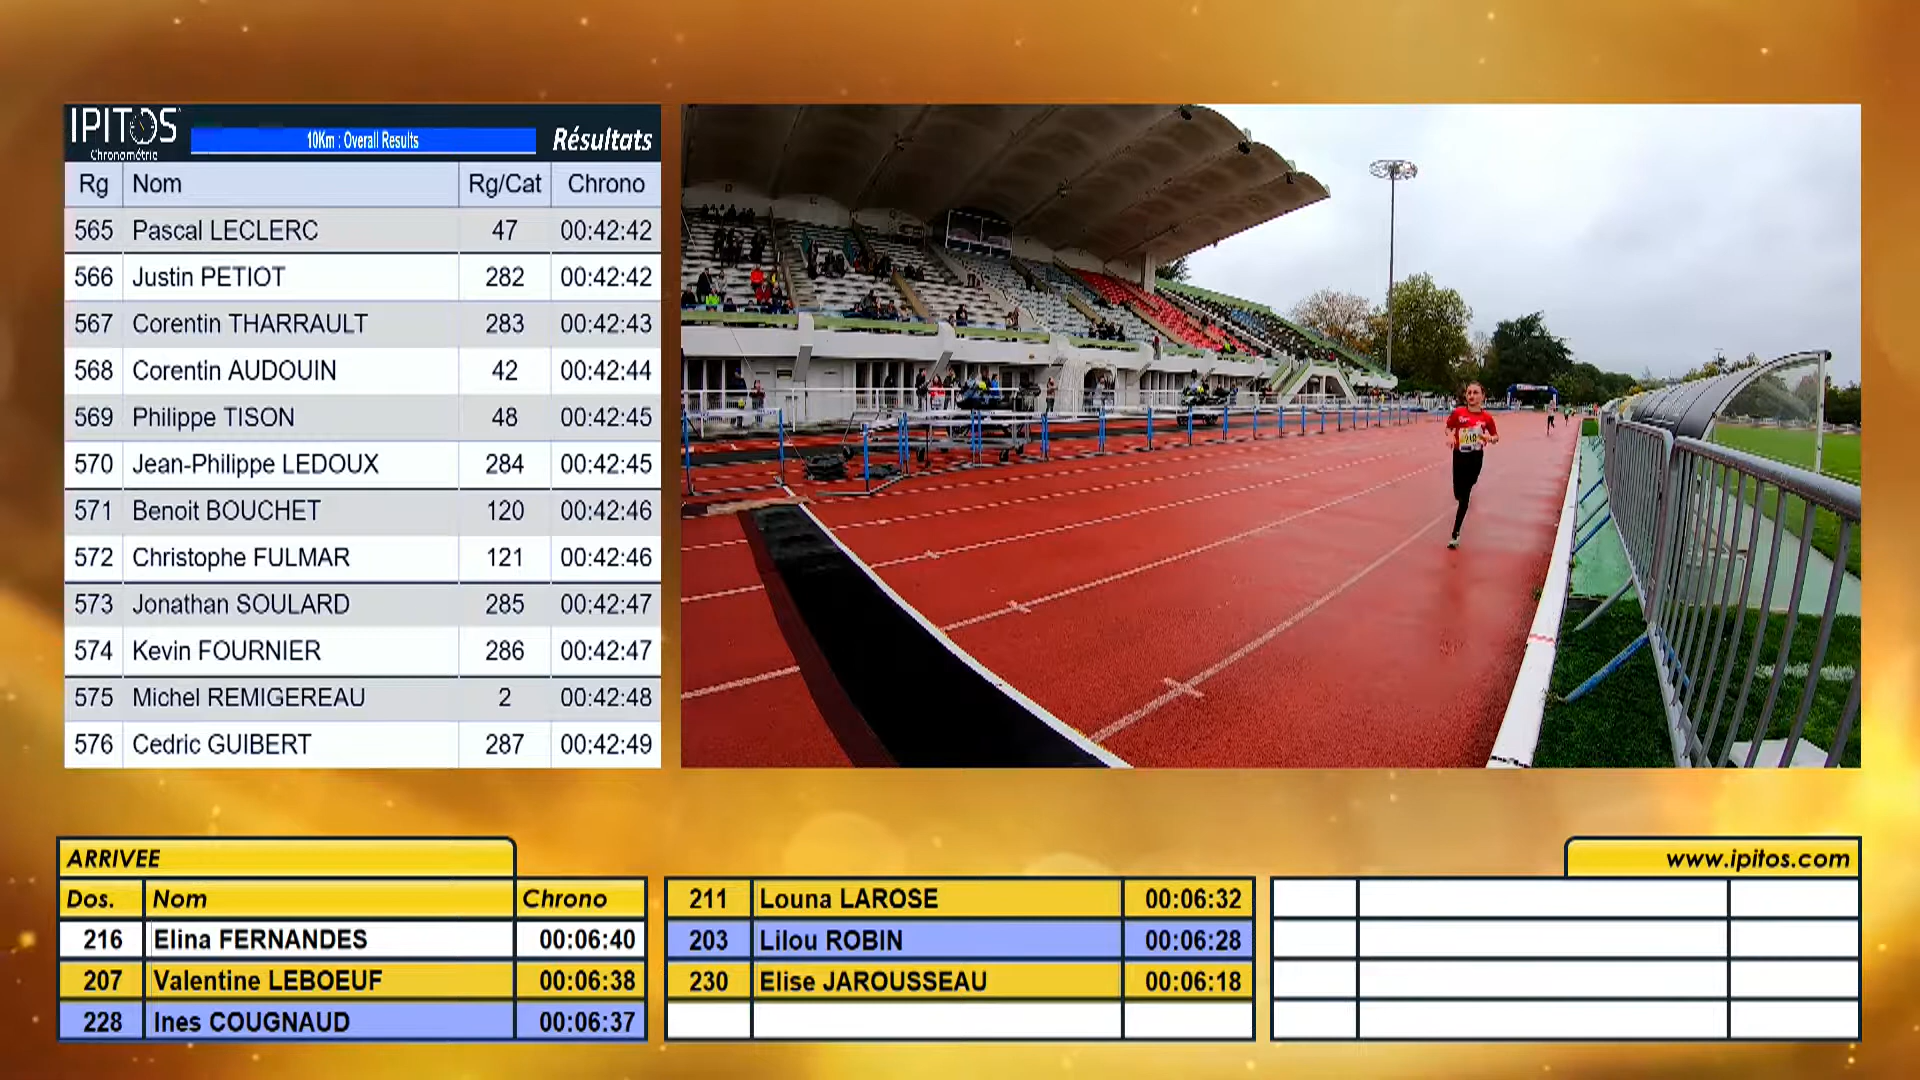 IPITOS
Chronométrie
10Km : Overall Results
Résultats
Rg Nom Rg/Cat Chrono
565 Pascal LECLERC 47 00:42:42
566 Justin PETIOT 282 00:42:42
567 Corentin THARRAULT 283 00:42:43
568 Corentin AUDOUIN 42 00:42:44
569 Philippe TISON 48 00:42:45
570 Jean-Philippe LEDOUX 284 00:42:45
571 Benoit BOUCHET 120 00:42:46
572 Christophe FULMAR 121 00:42:46
573 Jonathan SOULARD 285 00:42:47
574 Kevin FOURNIER 286 00:42:47
575 Michel REMIGEREAU 2 00:42:48
576 Cedric GUIBERT 287 00:42:49
ARRIVEE
Dos. Nom Chrono
216 Elina FERNANDES 00:06:40
207 Valentine LEBOEUF 00:06:38
228 Ines COUGNAUD 00:06:37
211 Louna LAROSE 00:06:32
203 Lilou ROBIN 00:06:28
230 Elise JAROUSSEAU 00:06:18
www.ipitos.com